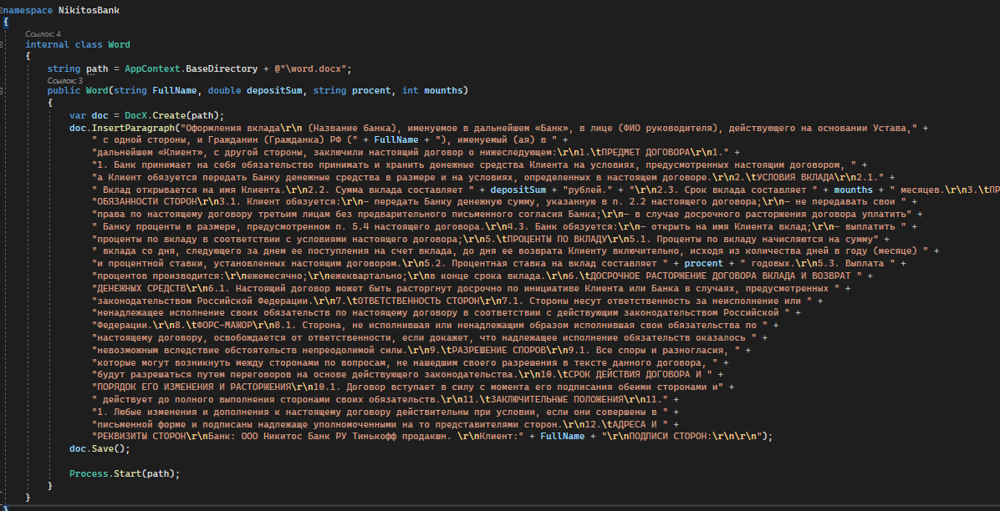 namespace NikitosBank
{
Ссылок: 4
internal class Word
{
string path = AppContext.BaseDirectory + @"\word.docx";
Ссылок: 3
public Word(string FullName, double depositSum, string procent, int mounths)
{
var doc = DocX.Create(path);
doc.InsertParagraph("Оформления вклада\r\n (Название банка), именуемое в дальнейшем «Банк», в лице (ФИО руководителя), действующего на основании Устава," +
" с одной стороны, и Гражданин (Гражданка) РФ (" + FullName + "), именуемый (ая) в " +
"дальнейшем «Клиент», с другой стороны, заключили настоящий договор о нижеследующем:\r\n1.\tПРЕДМЕТ ДОГОВОРА\r\n1." +
"1. Банк принимает на себя обязательство принимать и хранить денежные средства Клиента на условиях, предусмотренных настоящим договором, " +
"а Клиент обязуется передать Банку денежные средства в размере и на условиях, определенных в настоящем договоре.\r\n2.\tУСЛОВИЯ ВКЛАДА\r\n2.1." +
" Вклад открывается на имя Клиента.\r\n2.2. Сумма вклада составляет " + depositSum + "рублей." + "\r\n2.3. Срок вклада составляет " + mounths + " месяцев.\r\n3.\tПР
"ОБЯЗАННОСТИ СТОРОН\r\n3.1. Клиент обязуется:\r\n– передать Банку денежную сумму, указанную в п. 2.2 настоящего договора;\r\n– не передавать свои " +
"права по настоящему договору третьим лицам без предварительного письменного согласия Банка;\r\n– в случае досрочного расторжения договора уплатить" +
" Банку проценты в размере, предусмотренном п. 5.4 настоящего договора.\r\n4.3. Банк обязуется:\r\n– открыть на имя Клиента вклад;\r\n– выплатить " +
"проценты по вкладу в соответствии с условиями настоящего договора;\r\n5.\tПРОЦЕНТЫ ПО ВКЛАДУ\r\n5.1. Проценты по вкладу начисляются на сумму" +
" вклада со дня, следующего за днем ее поступления на счет вклада, до дня ее возврата Клиенту включительно, исходя из количества дней в году (месяце) " +
"и процентной ставки, установленных настоящим договором.\r\n5.2. Процентная ставка на вклад составляет " + procent + " годовых.\r\n5.3. Выплата " +
"процентов производится:\r\nежемесячно;\r\nежеквартально;\r\nв конце срока вклада.\r\n6.\tДОСРОЧНОЕ РАСТОРЖЕНИЕ ДОГОВОРА ВКЛАДА И ВОЗВРАТ " +
"ДЕНЕЖНЫХ СРЕДСТВ\r\n6.1. Настоящий договор может быть расторгнут досрочно по инициативе Клиента или Банка в случаях, предусмотренных " +
"законодательством Российской Федерации.\r\n7.\tОТВЕТСТВЕННОСТЬ СТОРОН\r\n7.1. Стороны несут ответственность за неисполнение или " +
"ненадлежащее исполнение своих обязательств по настоящему договору в соответствии с действующим законодательством Российской " +
"Федерации.\r\n8.\tФОРС–МАЖОР\r\n8.1. Сторона, не исполнившая или ненадлежащим образом исполнившая свои обязательства по " +
"настоящему договору, освобождается от ответственности, если докажет, что надлежащее исполнение обязательств оказалось " +
"невозможным вследствие обстоятельств непреодолимой силы.\r\n9.\tРАЗРЕШЕНИЕ СПОРОВ\r\n9.1. Все споры и разногласия, " +
"которые могут возникнуть между сторонами по вопросам, не нашедшим своего разрешения в тексте данного договора, " +
"будут разрешаться путем переговоров на основе действующего законодательства.\r\n10.\tСРОК ДЕЙСТВИЯ ДОГОВОРА И " +
"ПОРЯДОК ЕГО ИЗМЕНЕНИЯ И РАСТОРЖЕНИЯ\r\n10.1. Договор вступает в силу с момента его подписания обеими сторонами и" +
" действует до полного выполнения сторонами своих обязательств.\r\n11.\tЗАКЛЮЧИТЕЛЬНЫЕ ПОЛОЖЕНИЯ\r\n11." +
"1. Любые изменения и дополнения к настоящему договору действительны при условии, если они совершены в " +
"письменной форме и подписаны надлежаще уполномоченными на то представителями сторон.\r\n12.\tАДРЕСА И " +
"РЕКВИЗИТЫ СТОРОН\r\nБанк: ООО Никитос Банк РУ Тинькофф продакшн. \r\nКлиент:" + FullName + "\r\nПОДПИСИ СТОРОН:\r\n\r\n");
doc.Save();
Process.Start(path);
}
}
}